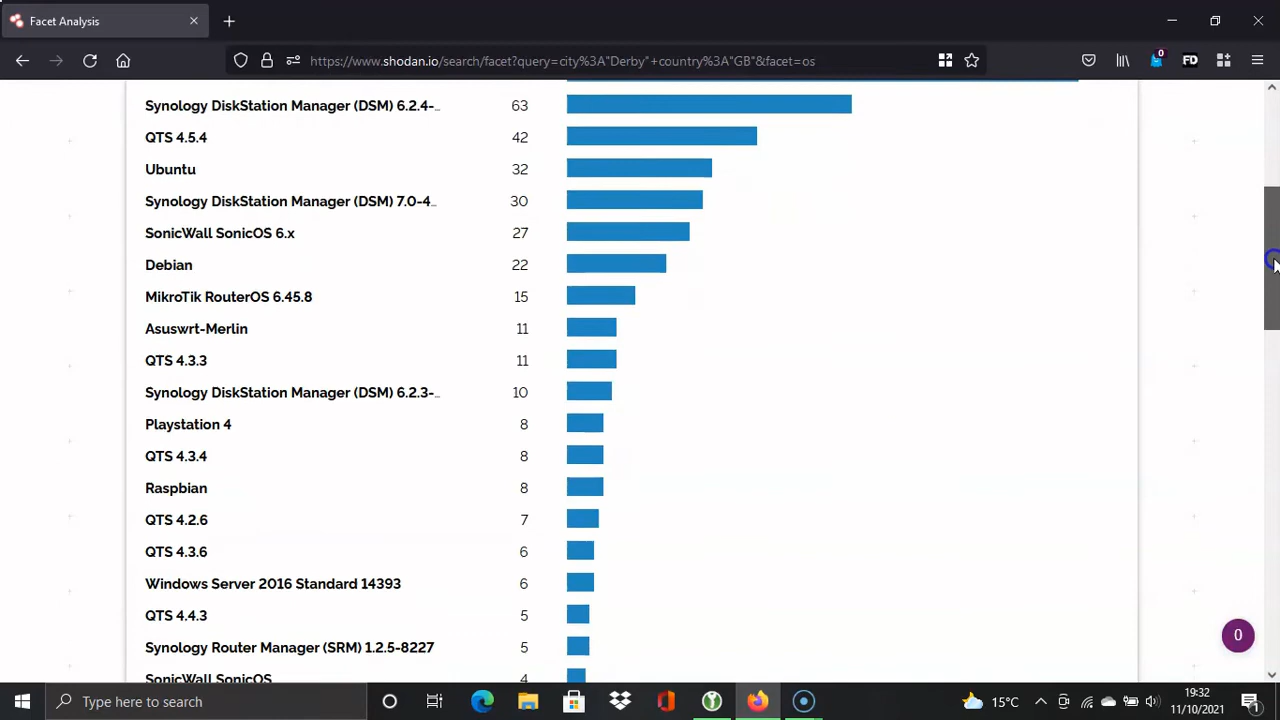 Facet Analysis
https://www.shodan.io/search/facet?query=city%3A"Derby"+country%3A"GB"&facet=os
0
FD
Synology DiskStation Manager (DSM) 6.2.4-... 63
QTS 4.5.4 42
Ubuntu 32
Synology DiskStation Manager (DSM) 7.0-4... 30
SonicWall SonicOS 6.x 27
Debian 22
MikroTik RouterOS 6.45.8 15
Asuswrt-Merlin 11
QTS 4.3.3 11
Synology DiskStation Manager (DSM) 6.2.3-... 10
Playstation 4 8
QTS 4.3.4 8
Raspbian 8
QTS 4.2.6 7
QTS 4.3.6 6
Windows Server 2016 Standard 14393 6
QTS 4.4.3 5
Synology Router Manager (SRM) 1.2.5-8227 5
SonicWall SonicOS 4
0
Type here to search
15°C
19:32
11/10/2021
1